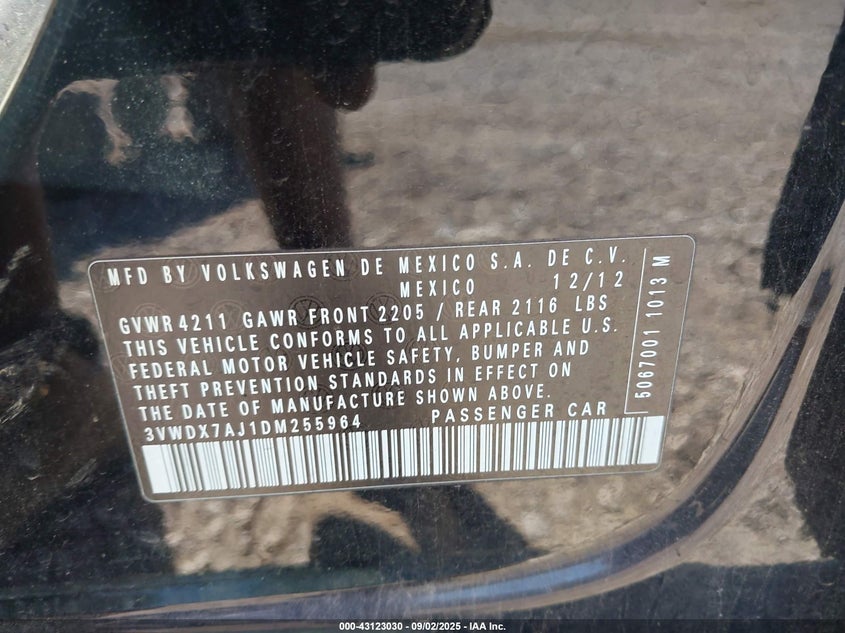 MFD BY VOLKSWAGEN DE MEXICO S.A. DE C.V.
MEXICO 12/12
GVWR 4211 GAWR FRONT 2205 / REAR 2116 LBS
THIS VEHICLE CONFORMS TO ALL APPLICABLE U.S.
FEDERAL MOTOR VEHICLE SAFETY, BUMPER AND
THEFT PREVENTION STANDARDS IN EFFECT ON
THE DATE OF MANUFACTURE SHOWN ABOVE.
3VWDX7AJ1DM255964 PASSENGER CAR
5067001 1013 M
000-43123030 - 09/02/2025 - IAA Inc.